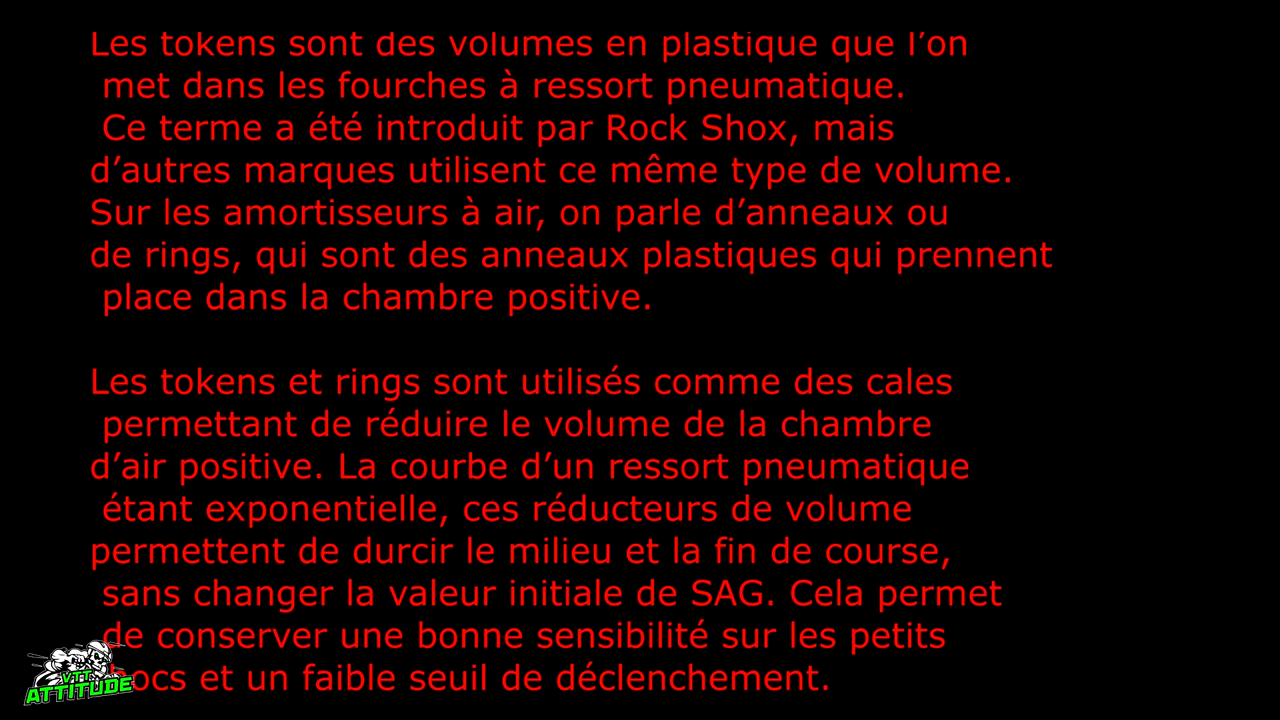 Les tokens sont des volumes en plastique que l’on
met dans les fourches à ressort pneumatique.
Ce terme a été introduit par Rock Shox, mais
d’autres marques utilisent ce même type de volume.
Sur les amortisseurs à air, on parle d’anneaux ou
de rings, qui sont des anneaux plastiques qui prennent
place dans la chambre positive.
Les tokens et rings sont utilisés comme des cales
permettant de réduire le volume de la chambre
d’air positive. La courbe d’un ressort pneumatique
étant exponentielle, ces réducteurs de volume
permettent de durcir le milieu et la fin de course,
sans changer la valeur initiale de SAG. Cela permet
de conserver une bonne sensibilité sur les petits
chocs et un faible seuil de déclenchement.
VTT
ATTITUDE